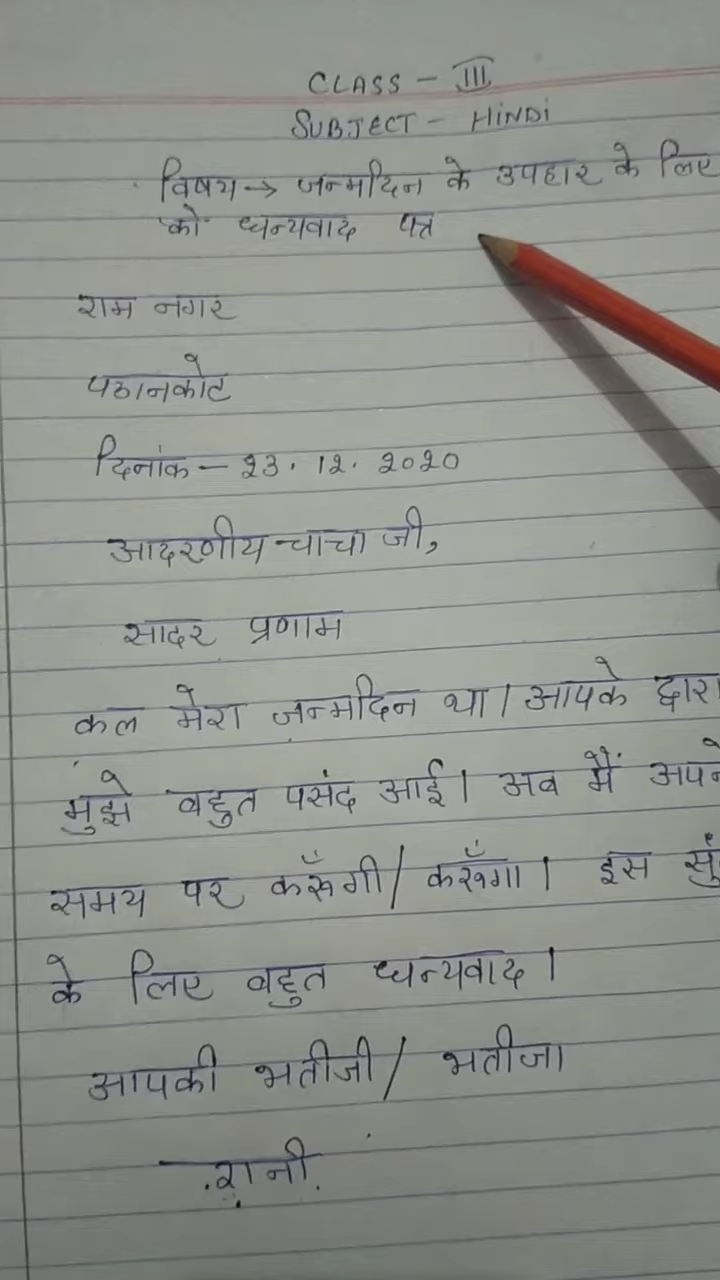 CLASS - III
SUBJECT - HiNDi
विषय → जन्मदिन के उपहार के लिए
को धन्यवाद पत्र
राम नगर
पठानकोट
दिनांक - २3.12.२०२०
आदरणीय चाचा जी,
सादर प्रणाम
कल मेरा जन्मदिन था। आपके द्वारा
मुझे बहुत पसंद आई। अब मैं अपने
समय पर करूँगी/करूँगा। इस
के लिए बहुत धन्यवाद।
आपकी भतीजी/ भतीजा
रानी